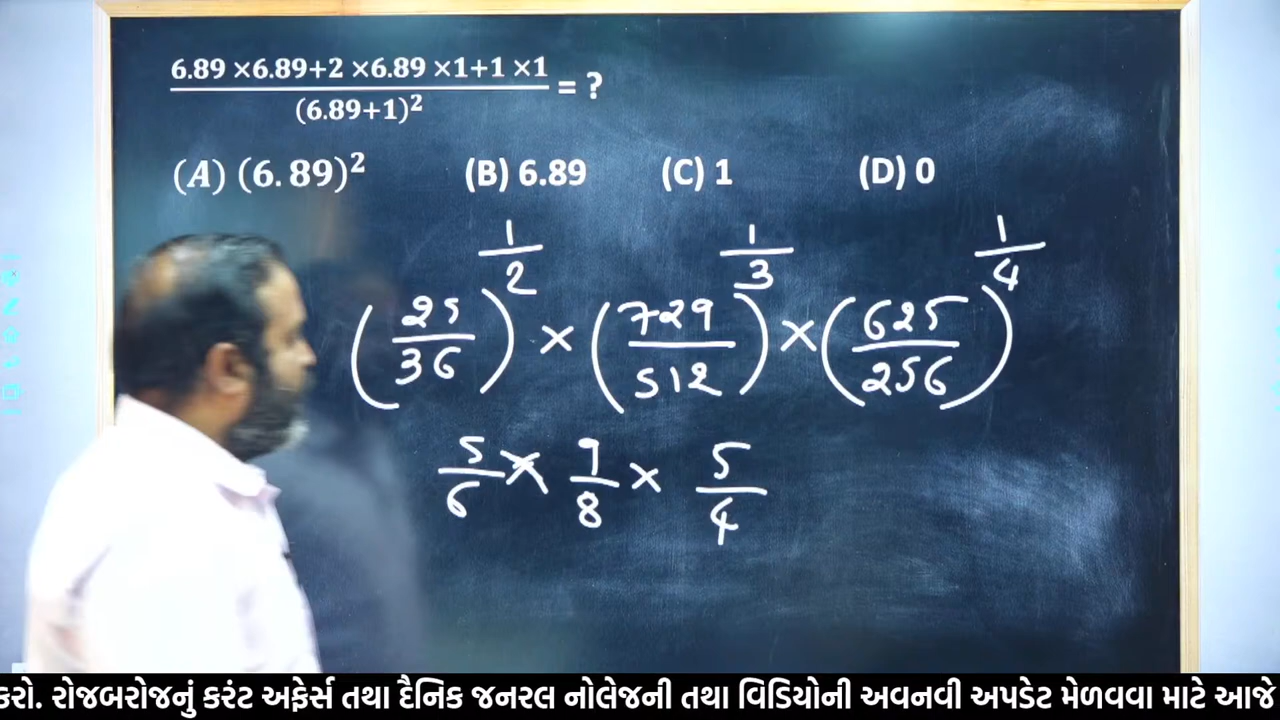 6.89 ×6.89+2 ×6.89 ×1+1 ×1
(6.89+1)² = ?
(A) (6.89)² (B) 6.89 (C) 1 (D) 0
(25/36)^1/2 × (729/512)^1/3 × (625/256)^1/4
5/6 × 9/8 × 5/4
કરો. રોજબરોજનું કરંટ અફેર્સ તથા દૈનિક જનરલ નોલેજની તથા વિડિયોની અવનવી અપડેટ મેળવવા માટે આજે